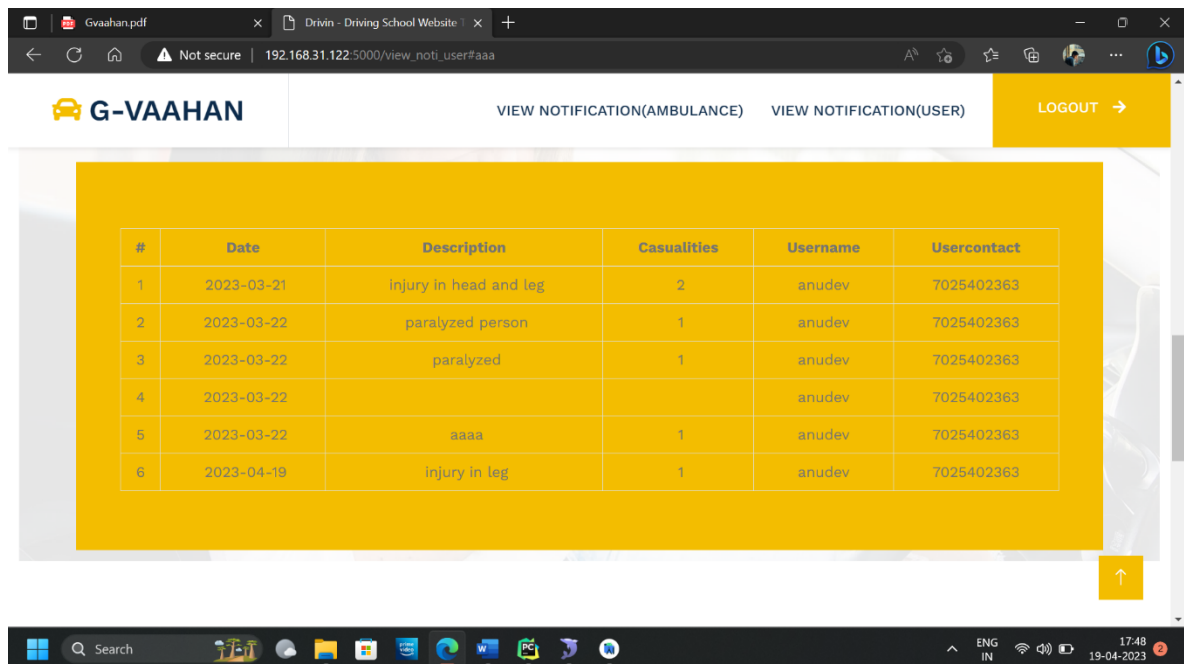 Gvaahan.pdf
Drivin - Driving School Website T
Not secure | 192.168.31.122:5000/view_noti_user#aaa
G-VAAHAN VIEW NOTIFICATION(AMBULANCE) VIEW NOTIFICATION(USER) LOGOUT
# Date Description Casualities Username Usercontact
1 2023-03-21 injury in head and leg 2 anudev 7025402363
2 2023-03-22 paralyzed person 1 anudev 7025402363
3 2023-03-22 paralyzed 1 anudev 7025402363
4 2023-03-22 anudev 7025402363
5 2023-03-22 aaaa 1 anudev 7025402363
6 2023-04-19 injury in leg 1 anudev 7025402363
Search
ENG
IN
17:48
19-04-2023
2